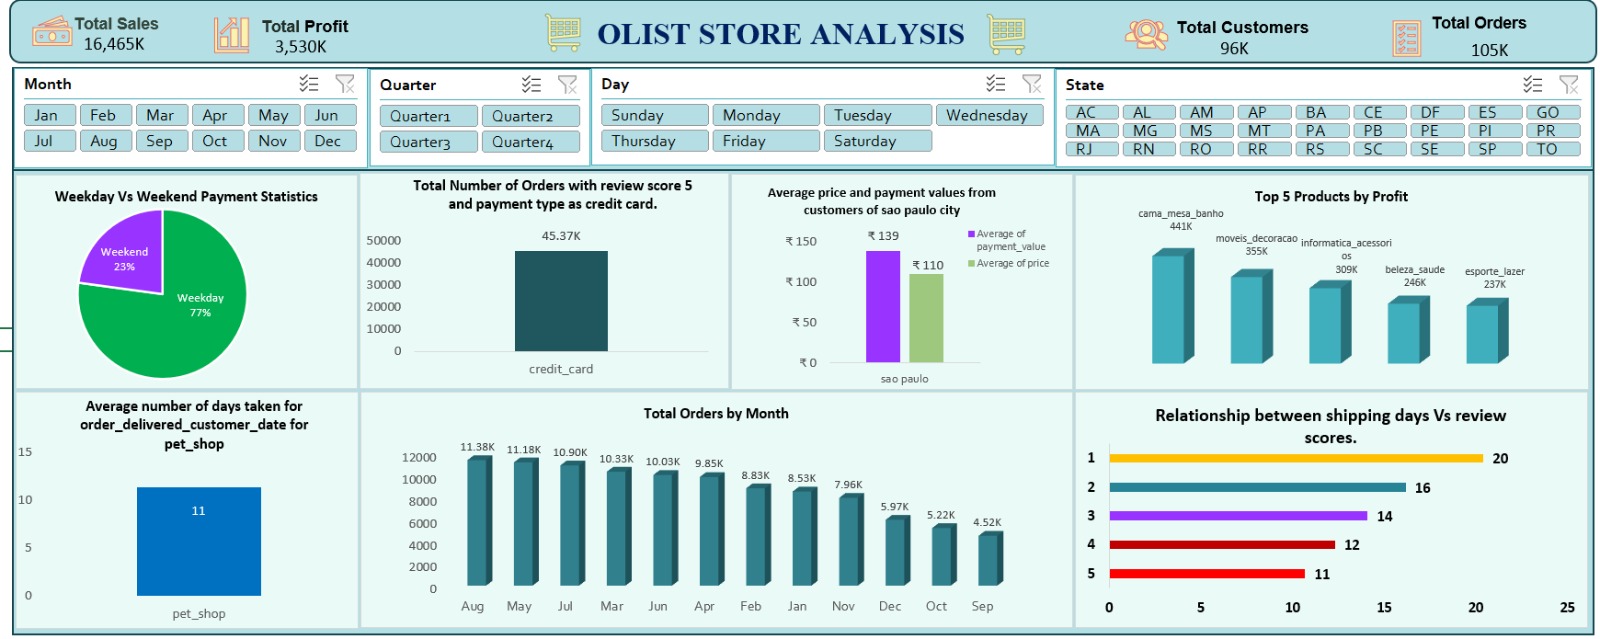 Total Sales
16,465K
Total Profit
3,530K
OLIST STORE ANALYSIS
Total Customers
96K
Total Orders
105K
Month
Jan Feb Mar Apr May Jun
Jul Aug Sep Oct Nov Dec
Quarter
Quarter1 Quarter2
Quarter3 Quarter4
Day
Sunday Monday Tuesday Wednesday
Thursday Friday Saturday
State
AC AL AM AP BA CE DF ES GO
MA MG MS MT PA PB PE PI PR
RJ RN RO RR RS SC SE SP TO
Weekday Vs Weekend Payment Statistics
Weekend
23%
Weekday
77%
Total Number of Orders with review score 5
and payment type as credit card.
50000
40000
30000
20000
10000
0
45.37K
credit_card
Average price and payment values from
customers of sao paulo city
₹ 150
₹ 100
₹ 50
₹ 0
₹ 139
₹ 110
sao paulo
Average of
payment_value
Average of price
Top 5 Products by Profit
cama_mesa_banho
441K
moveis_decoracao
355K
informatica_acessori
os
309K
beleza_saude
246K
esporte_lazer
237K
Average number of days taken for
order_delivered_customer_date for
pet_shop
15
10
5
0
11
pet_shop
Total Orders by Month
12000
10000
8000
6000
4000
2000
0
11.38K 11.18K 10.90K 10.33K 10.03K 9.85K 8.83K 8.53K 7.96K 5.97K 5.22K 4.52K
Aug May Jul Mar Jun Apr Feb Jan Nov Dec Oct Sep
Relationship between shipping days Vs review
scores.
1 20
2 16
3 14
4 12
5 11
0 5 10 15 20 25